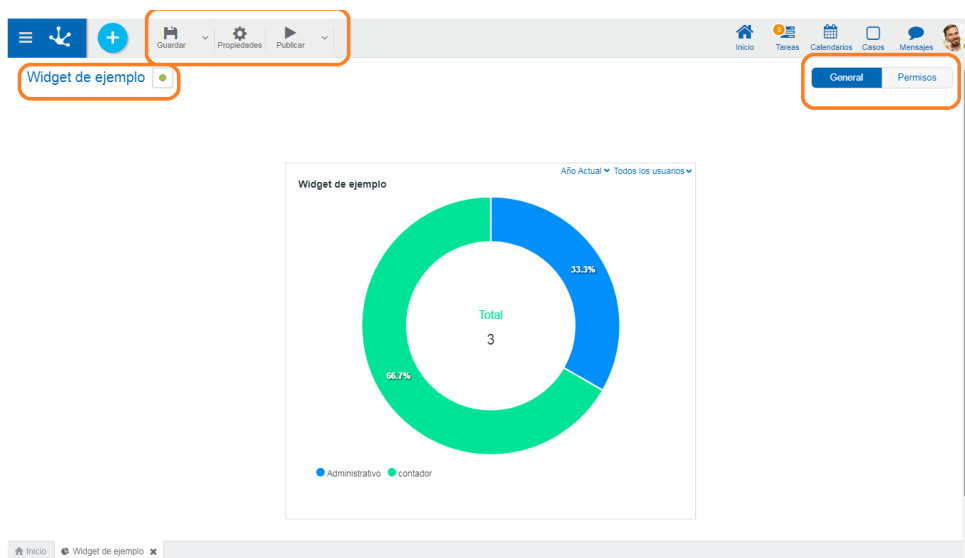 Guardar Propiedades Publicar
Inicio 3 Tareas Calendarios Casos Mensajes
Widget de ejemplo
General Permisos
Año Actual Todos los usuarios
Widget de ejemplo
33.3%
Total
3
66.7%
Administrativo contador
Inicio Widget de ejemplo